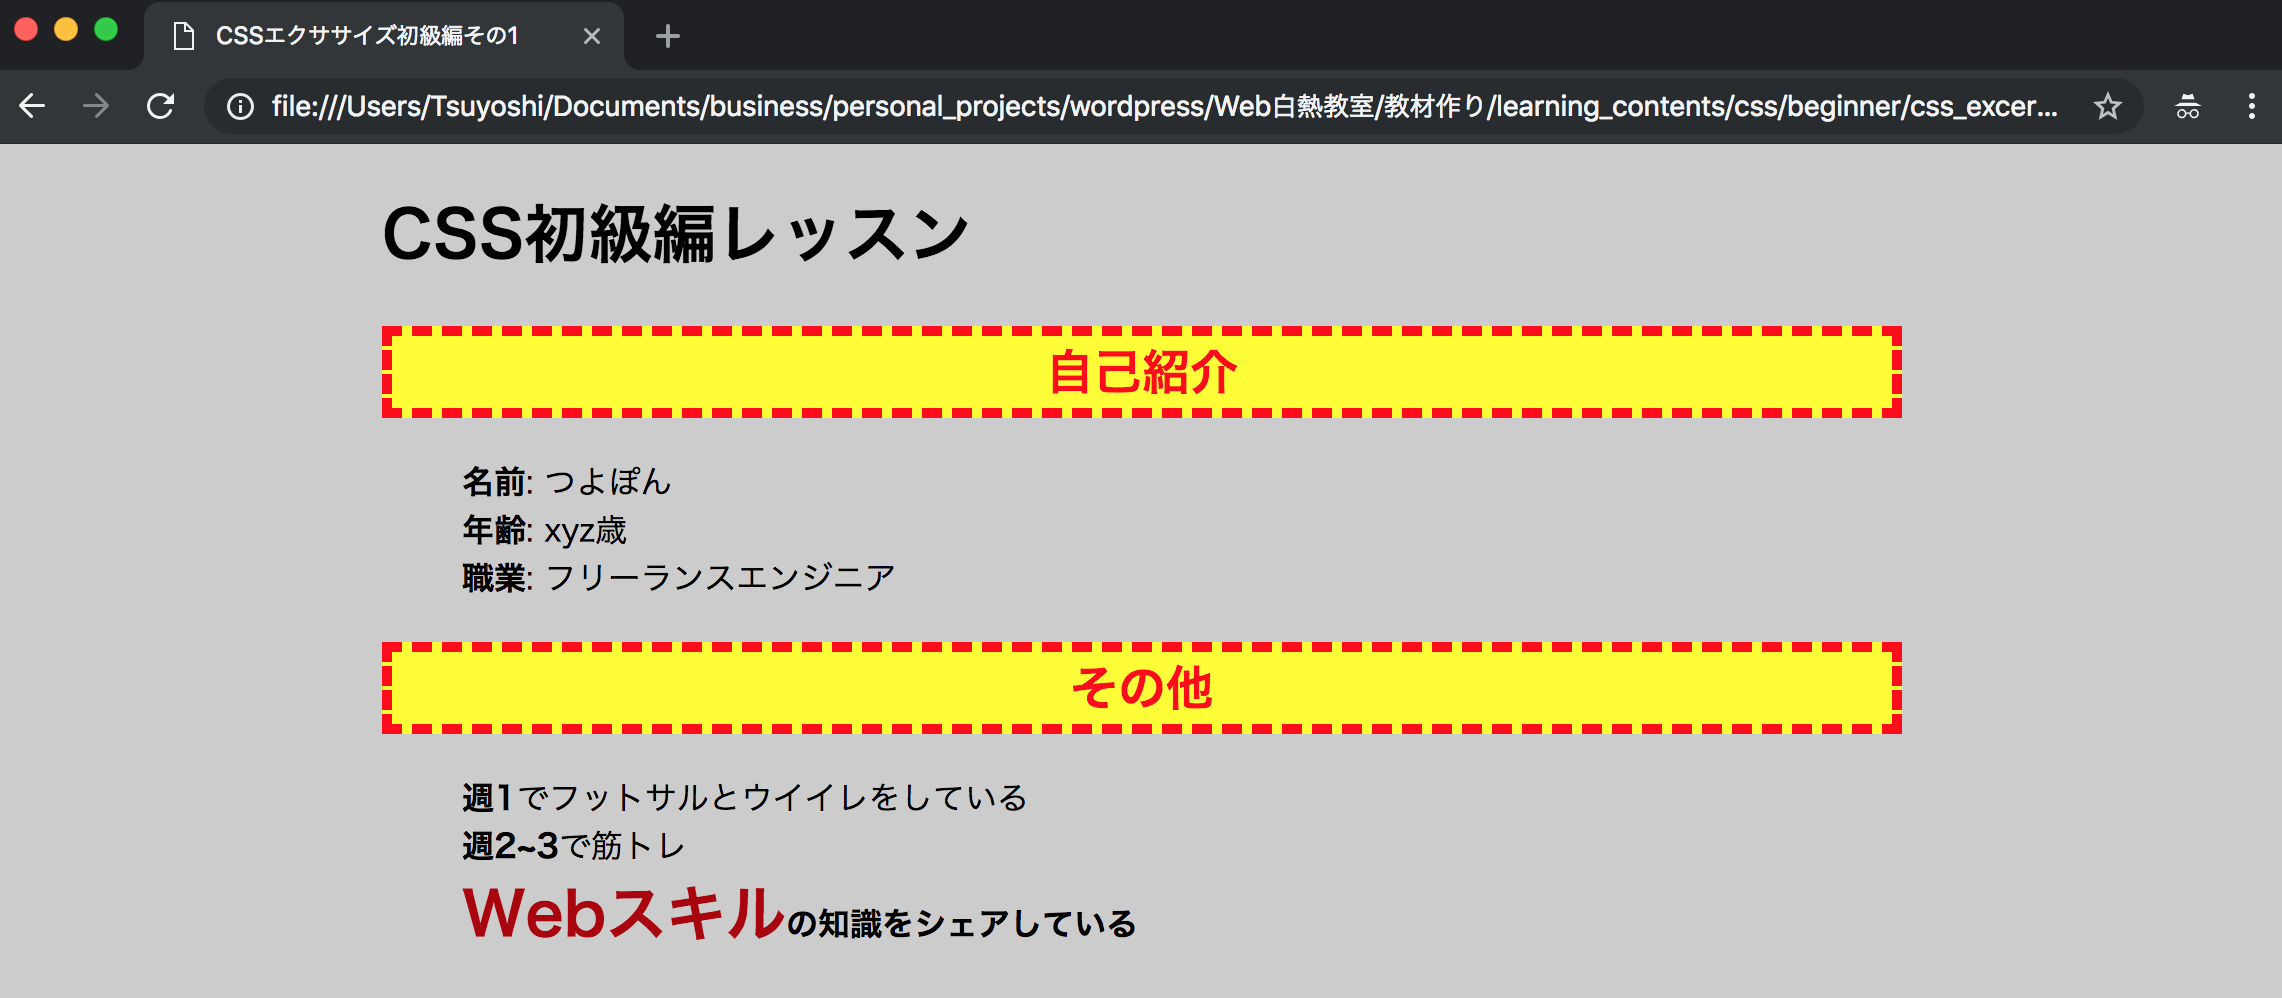 CSSエクササイズ初級編その1
file:///Users/Tsuyoshi/Documents/business/personal_projects/wordpress/Web白熱教室/教材作り/learning_contents/css/beginner/css_excer...
CSS初級編レッスン
自己紹介
名前: つよぽん
年齢: xyz歳
職業: フリーランスエンジニア
その他
週1でフットサルとウイイレをしている
週2~3で筋トレ
Webスキルの知識をシェアしている